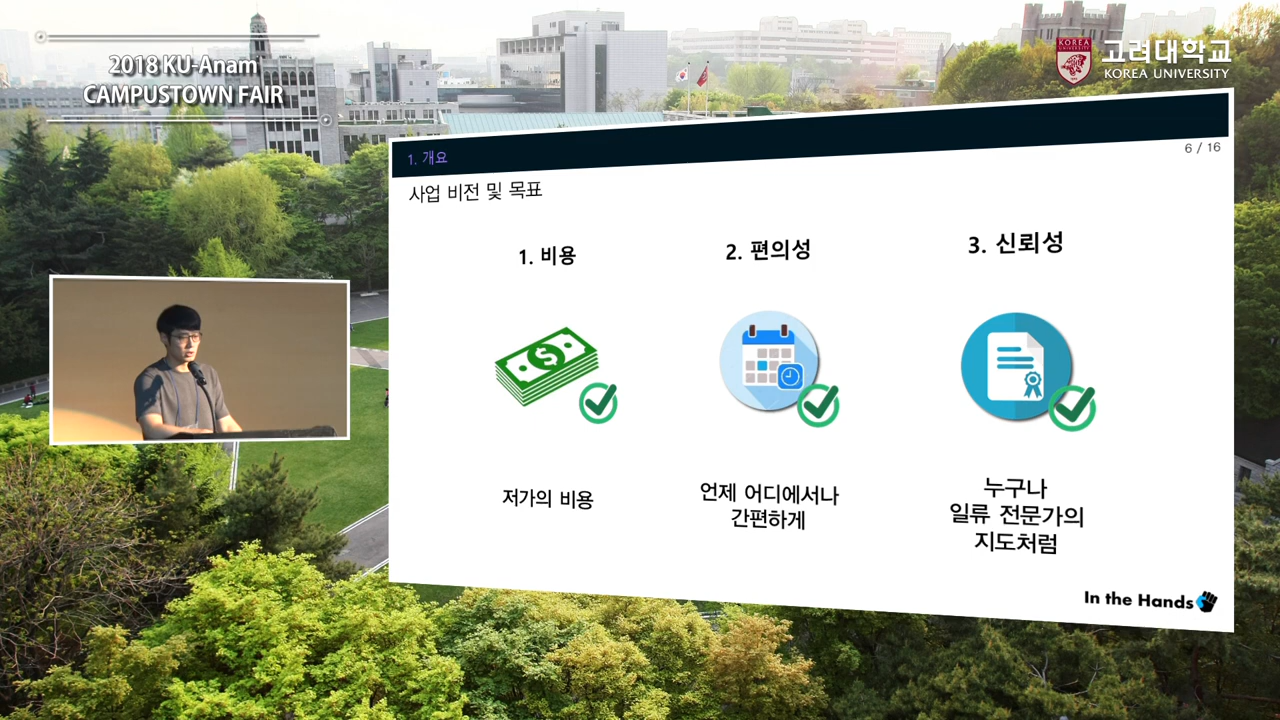 2018 KU-Anam
CAMPUSTOWN FAIR
KOREA
UNIVERSITY
고려대학교
KOREA UNIVERSITY
1. 개요
6 / 16
사업 비전 및 목표
1. 비용
2. 편의성
3. 신뢰성
저가의 비용
언제 어디에서나
간편하게
누구나
일류 전문가의
지도처럼
In the Hands